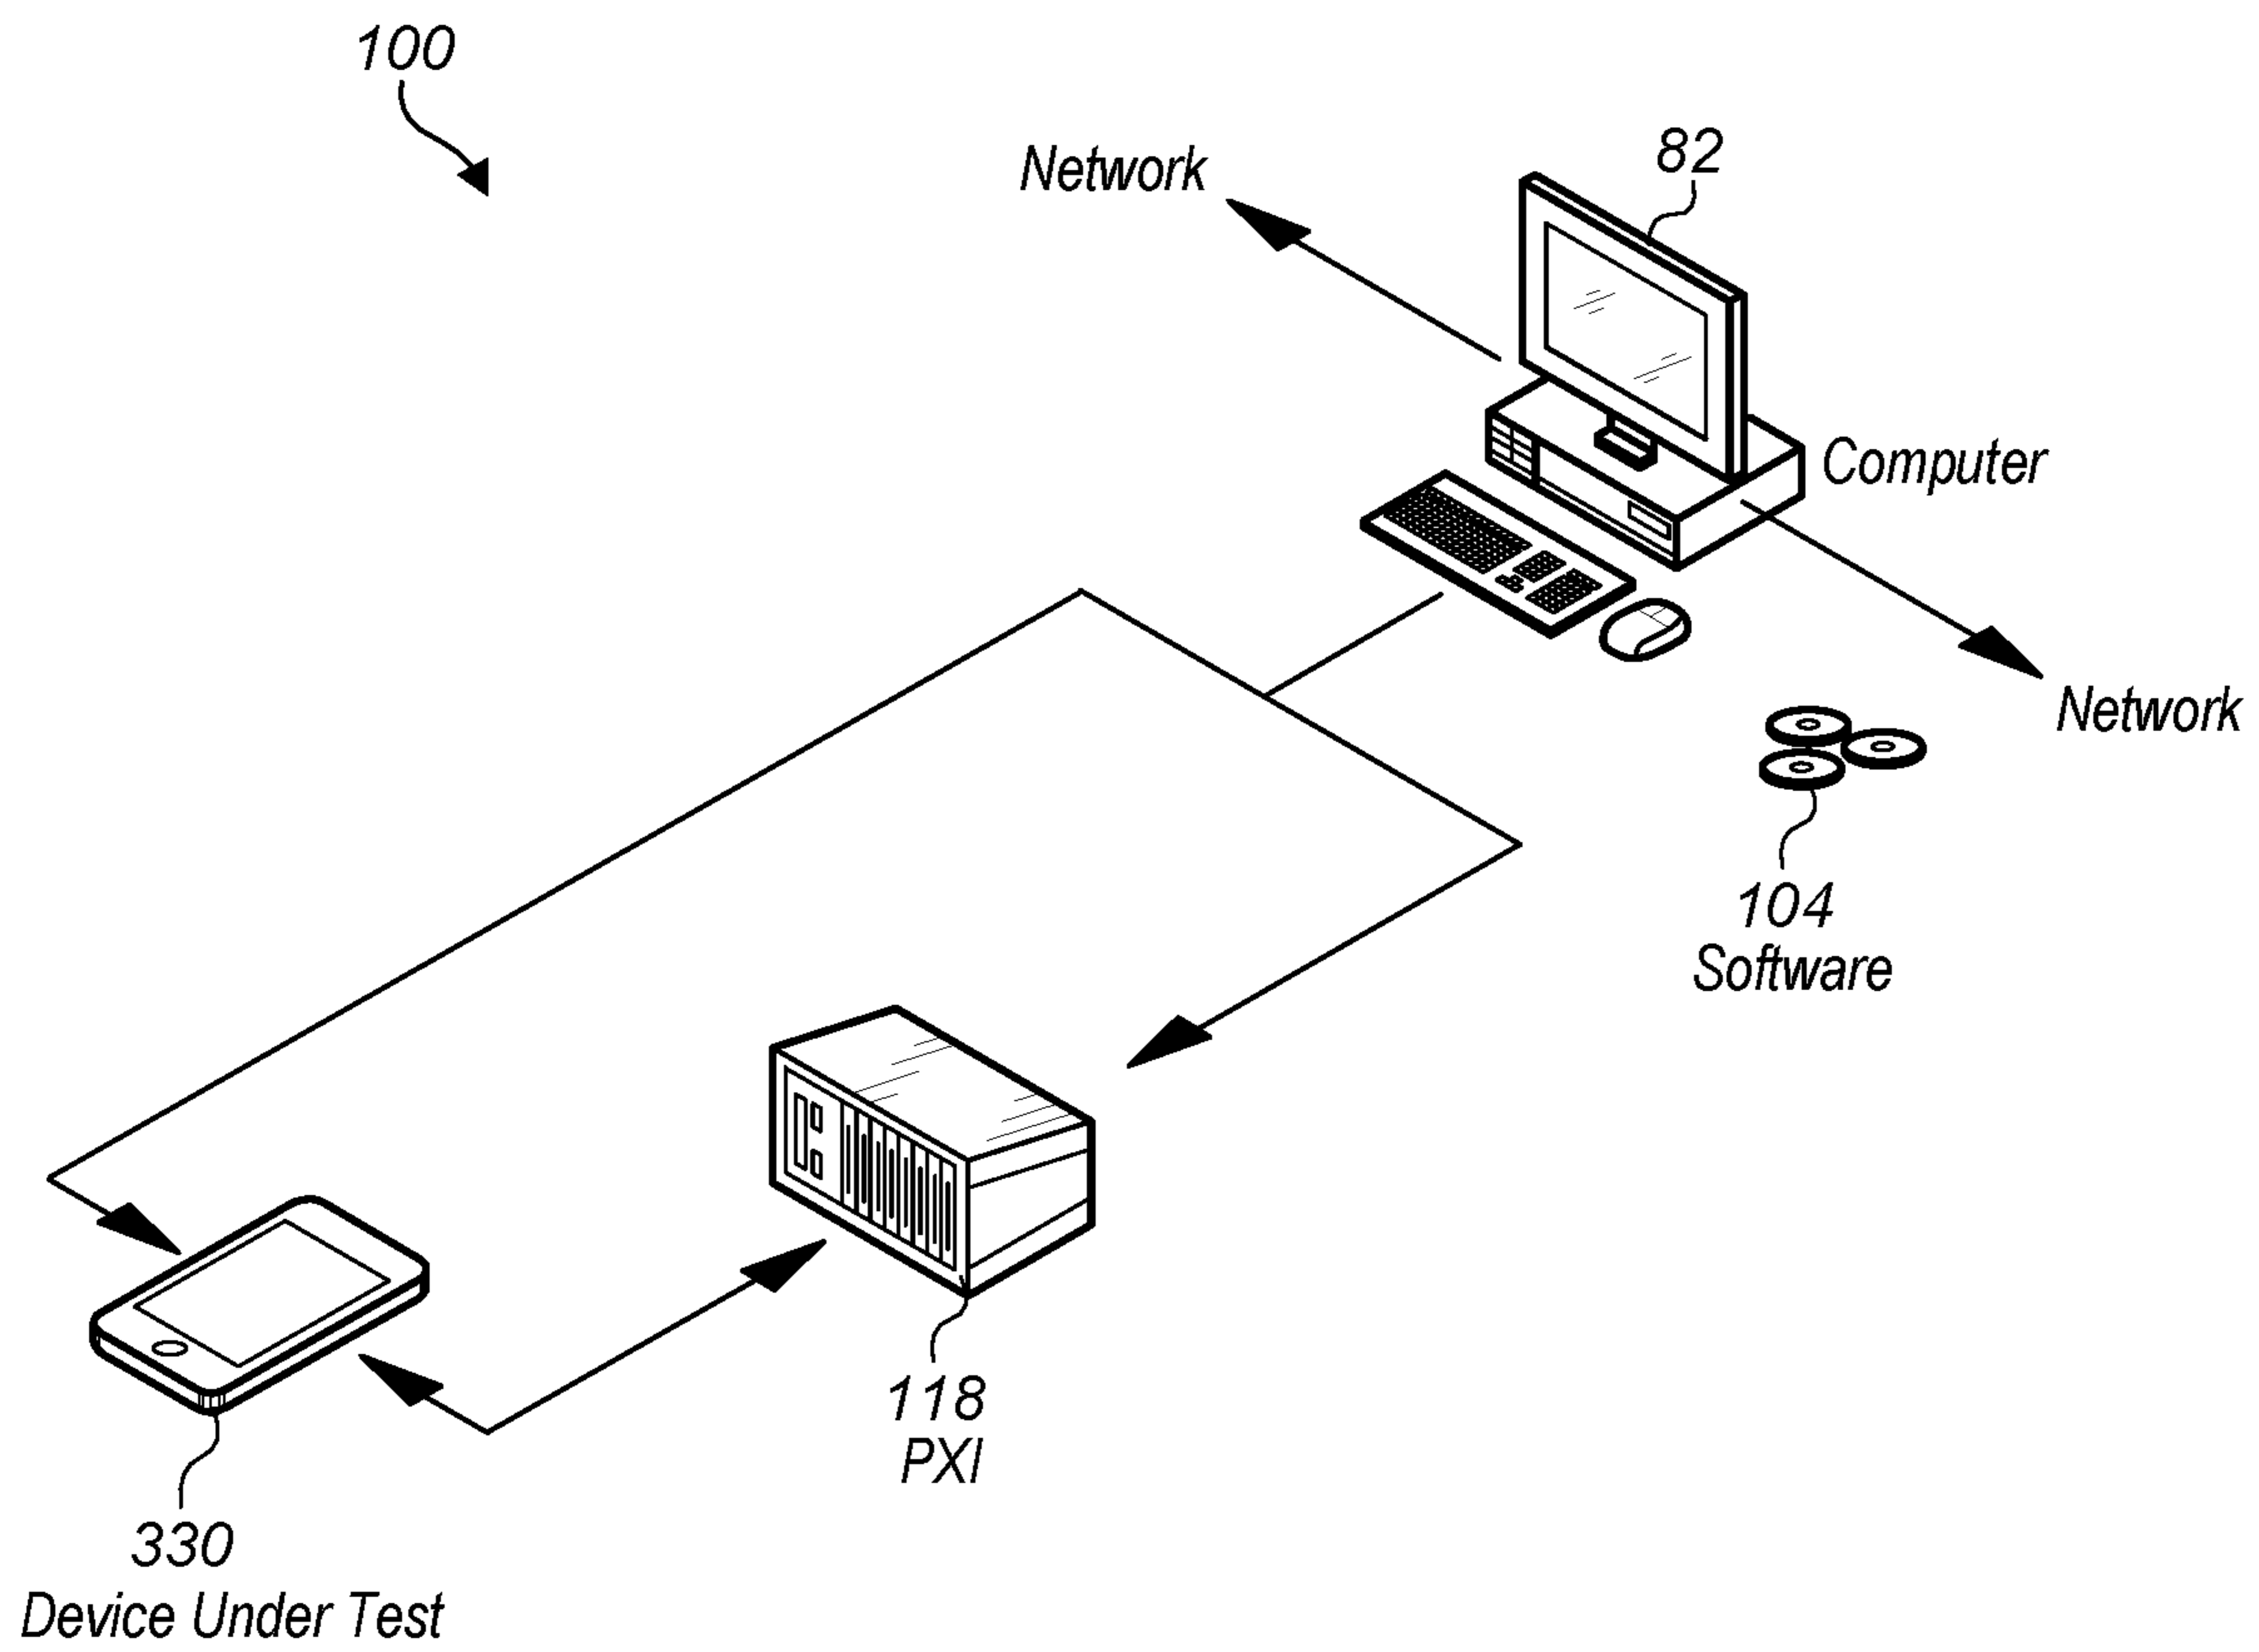 100
82
Network
Computer
Network
104
Software
118
PXI
330
Device Under Test